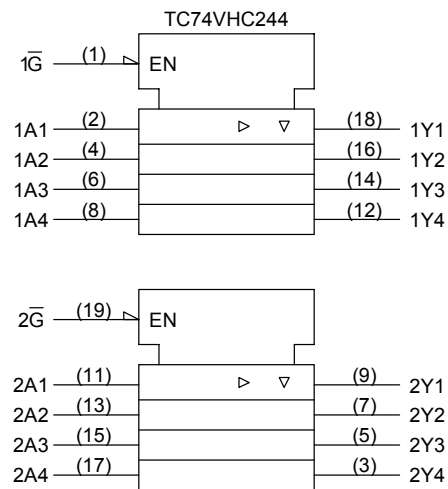 TC74VHC244
1G̅ (1) EN
1A1 (2) (18) 1Y1
1A2 (4) (16) 1Y2
1A3 (6) (14) 1Y3
1A4 (8) (12) 1Y4
2G̅ (19) EN
2A1 (11) (9) 2Y1
2A2 (13) (7) 2Y2
2A3 (15) (5) 2Y3
2A4 (17) (3) 2Y4